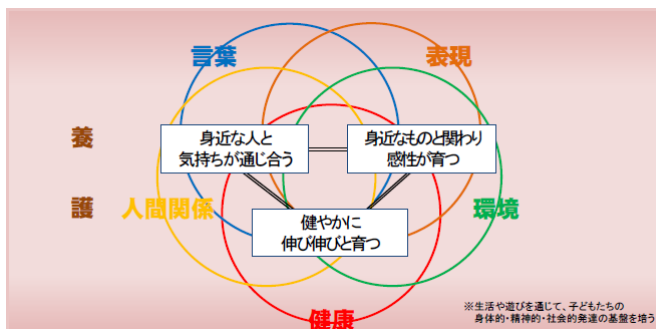 言葉
表現
養
身近な人と
気持ちが通じ合う
身近なものと関わり
感性が育つ
護
人間関係
環境
健やかに
伸び伸びと育つ
健康
※生活や遊びを通じて、子どもたちの
身体的・精神的・社会的発達の基盤を培う